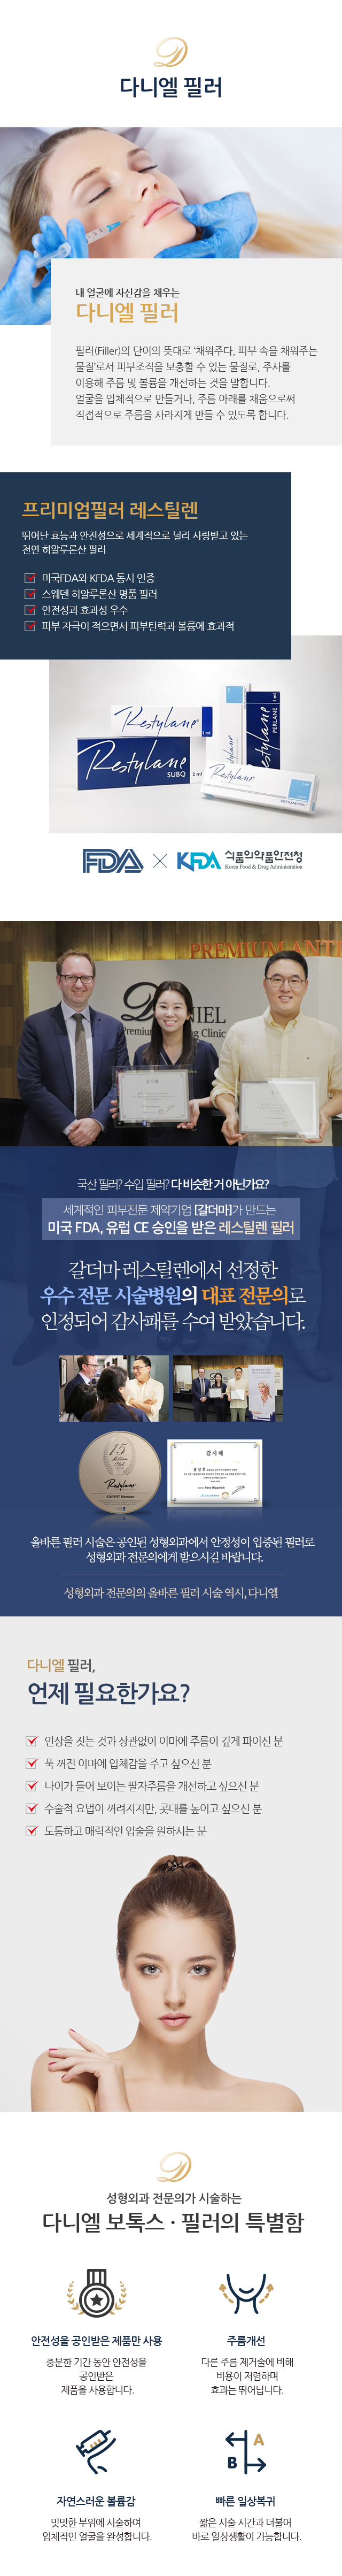 다니엘 필러
내 얼굴에 자신감을 채우는
다니엘 필러
필러(Filler)의 단어의 뜻대로 '채워주다, 피부 속을 채워주는
물질'로서 피부조직을 보충할 수 있는 물질로, 주사를
이용해 주름 및 볼륨을 개선하는 것을 말합니다.
얼굴을 입체적으로 만들거나, 주름 아래를 채움으로써
직접적으로 주름을 사라지게 만들 수 있도록 합니다.
프리미엄필러 레스틸렌
뛰어난 효능과 안전성으로 세계적으로 널리 사랑받고 있는
천연 히알루론산 필러
미국FDA와 KFDA 동시 인증
스웨덴 히알루론산 명품 필러
안전성과 효과성 우수
피부 자극이 적으면서 피부탄력과 볼륨에 효과적
Restylane
1 ml
Restylane
SUBQ
1 ml
Restylane
PERLANE
1 ml
Restylane
FDA
KFDA 식품의약품안전청
Korea Food & Drug Administration
PREMIUM ANTI
DANIEL
Premium Clinic
감사패
국산 필러? 수입 필러? 다 비슷한 거 아닌가요?
세계적인 피부전문 제약기업 [갈더마]가 만드는
미국 FDA, 유럽 CE 승인을 받은 레스틸렌 필러
갈더마 레스틸렌에서 선정한
우수 전문 시술병원의 대표 전문의로
인정되어 감사패를 수여 받았습니다.
15
Restylane
EXPERT Member
감사패
올바른 필러 시술은 공인된 성형외과에서 안정성이 입증된 필러로
성형외과 전문의에게 받으시길 바랍니다.
성형외과 전문의의 올바른 필러 시술 역시, 다니엘
다니엘 필러,
언제 필요한가요?
인상을 짓는 것과 상관없이 이마에 주름이 깊게 파이신 분
푹 꺼진 이마에 입체감을 주고 싶으신 분
나이가 들어 보이는 팔자주름을 개선하고 싶으신 분
수술적 요법이 꺼려지지만, 콧대를 높이고 싶으신 분
도톰하고 매력적인 입술을 원하시는 분
성형외과 전문의가 시술하는
다니엘 보톡스 · 필러의 특별함
안전성을 공인받은 제품만 사용
충분한 기간 동안 안전성을
공인받은
제품을 사용합니다.
주름개선
다른 주름 제거술에 비해
비용이 저렴하며
효과는 뛰어납니다.
자연스러운 볼륨감
밋밋한 부위에 시술하여
입체적인 얼굴을 완성합니다.
A
B
빠른 일상복귀
짧은 시술 시간과 더불어
바로 일상생활이 가능합니다.